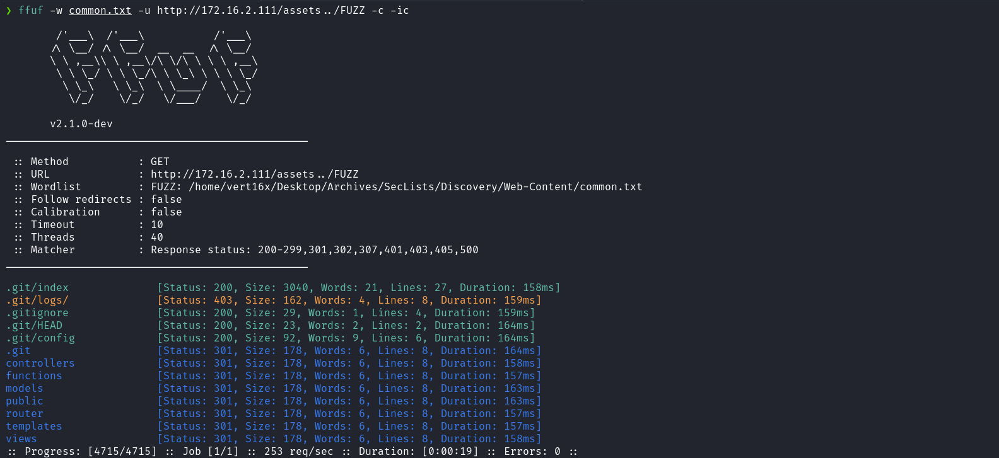 ❯ ffuf -w common.txt -u http://172.16.2.111/assets../FUZZ -c -ic
        /'___\  /'___\           /'___\
       /\ \__/ /\ \__/  __  __  /\ \__/
       \ \ ,__\\ \ ,__\/\ \/\ \ \ \ ,__\
        \ \ \_/ \ \ \_/\ \ \_\ \ \ \ \_/
         \ \_\   \ \_\  \ \____/  \ \_\
          \/_/    \/_/   \/___/    \/_/
       v2.1.0-dev
________________________________________________
 :: Method           : GET
 :: URL              : http://172.16.2.111/assets../FUZZ
 :: Wordlist         : FUZZ: /home/vert16x/Desktop/Archives/SecLists/Discovery/Web-Content/common.txt
 :: Follow redirects : false
 :: Calibration      : false
 :: Timeout          : 10
 :: Threads          : 40
 :: Matcher          : Response status: 200-299,301,302,307,401,403,405,500
________________________________________________
.git/index              [Status: 200, Size: 3040, Words: 21, Lines: 27, Duration: 158ms]
.git/logs/              [Status: 403, Size: 162, Words: 4, Lines: 8, Duration: 159ms]
.gitignore              [Status: 200, Size: 29, Words: 1, Lines: 4, Duration: 159ms]
.git/HEAD               [Status: 200, Size: 23, Words: 2, Lines: 2, Duration: 164ms]
.git/config             [Status: 200, Size: 92, Words: 9, Lines: 6, Duration: 164ms]
.git                    [Status: 301, Size: 178, Words: 6, Lines: 8, Duration: 164ms]
controllers             [Status: 301, Size: 178, Words: 6, Lines: 8, Duration: 158ms]
functions               [Status: 301, Size: 178, Words: 6, Lines: 8, Duration: 157ms]
models                  [Status: 301, Size: 178, Words: 6, Lines: 8, Duration: 163ms]
public                  [Status: 301, Size: 178, Words: 6, Lines: 8, Duration: 163ms]
router                  [Status: 301, Size: 178, Words: 6, Lines: 8, Duration: 157ms]
templates               [Status: 301, Size: 178, Words: 6, Lines: 8, Duration: 157ms]
views                   [Status: 301, Size: 178, Words: 6, Lines: 8, Duration: 158ms]
:: Progress: [4715/4715] :: Job [1/1] :: 253 req/sec :: Duration: [0:00:19] :: Errors: 0 ::